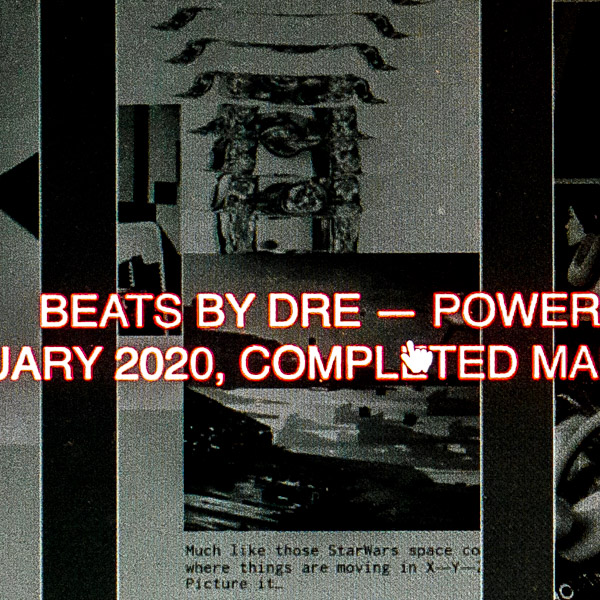 BEATS BY DRE — POWER
UARY 2020, COMPLETED MA
Much like those StarWars space co
where things are moving in X—Y—
Picture it…